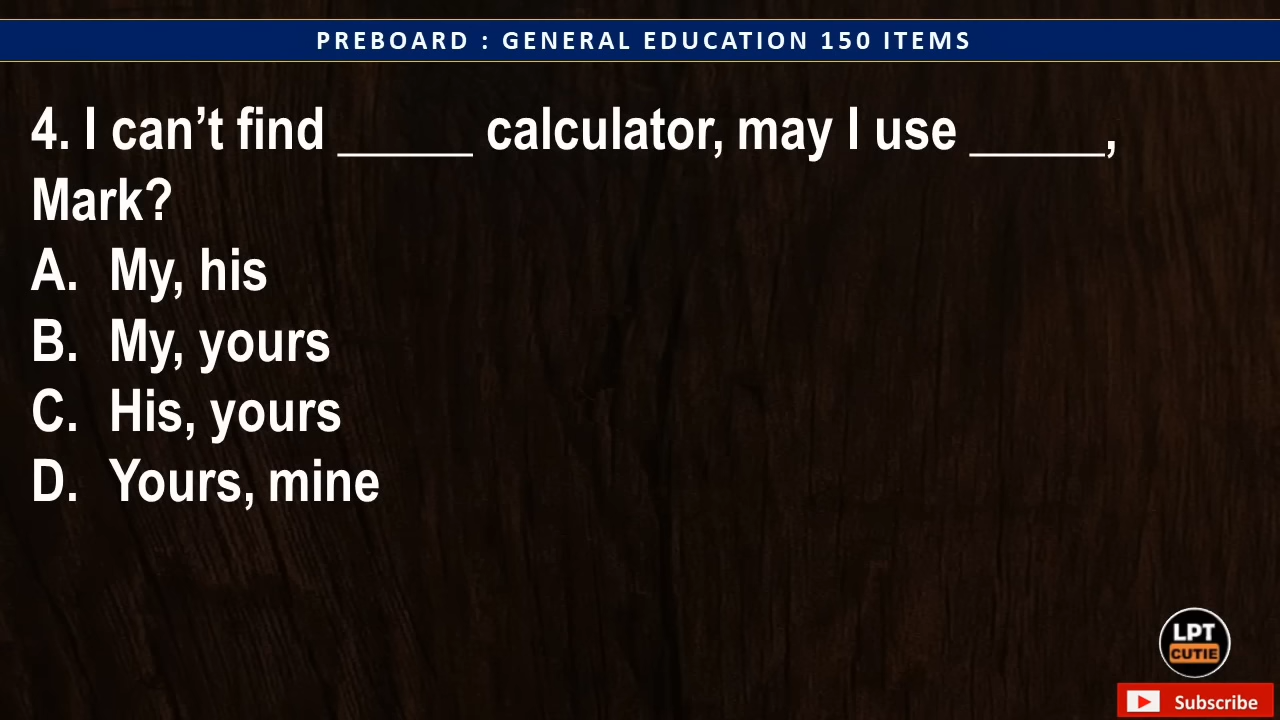 PREBOARD : GENERAL EDUCATION 150 ITEMS
4. I can’t find _____ calculator, may I use _____,
Mark?
A. My, his
B. My, yours
C. His, yours
D. Yours, mine
LPT
CUTIE
Subscribe